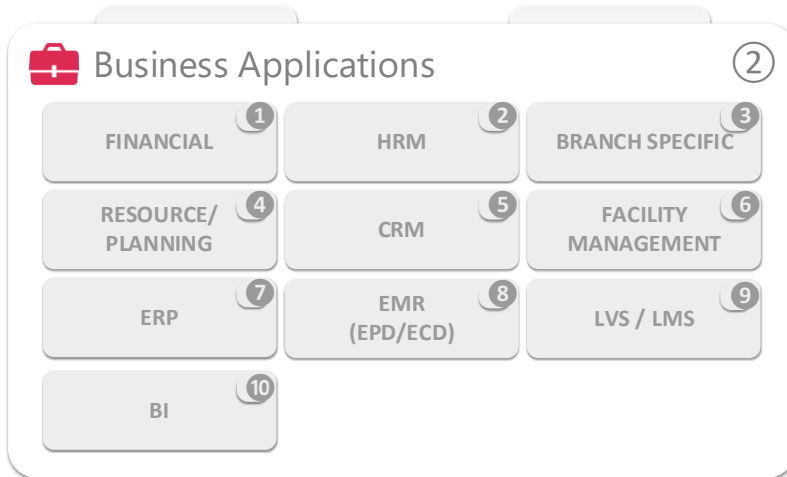 Business Applications
2
FINANCIAL
1
HRM
2
BRANCH SPECIFIC
3
RESOURCE/
PLANNING
4
CRM
5
FACILITY
MANAGEMENT
6
ERP
7
EMR
(EPD/ECD)
8
LVS / LMS
9
BI
10